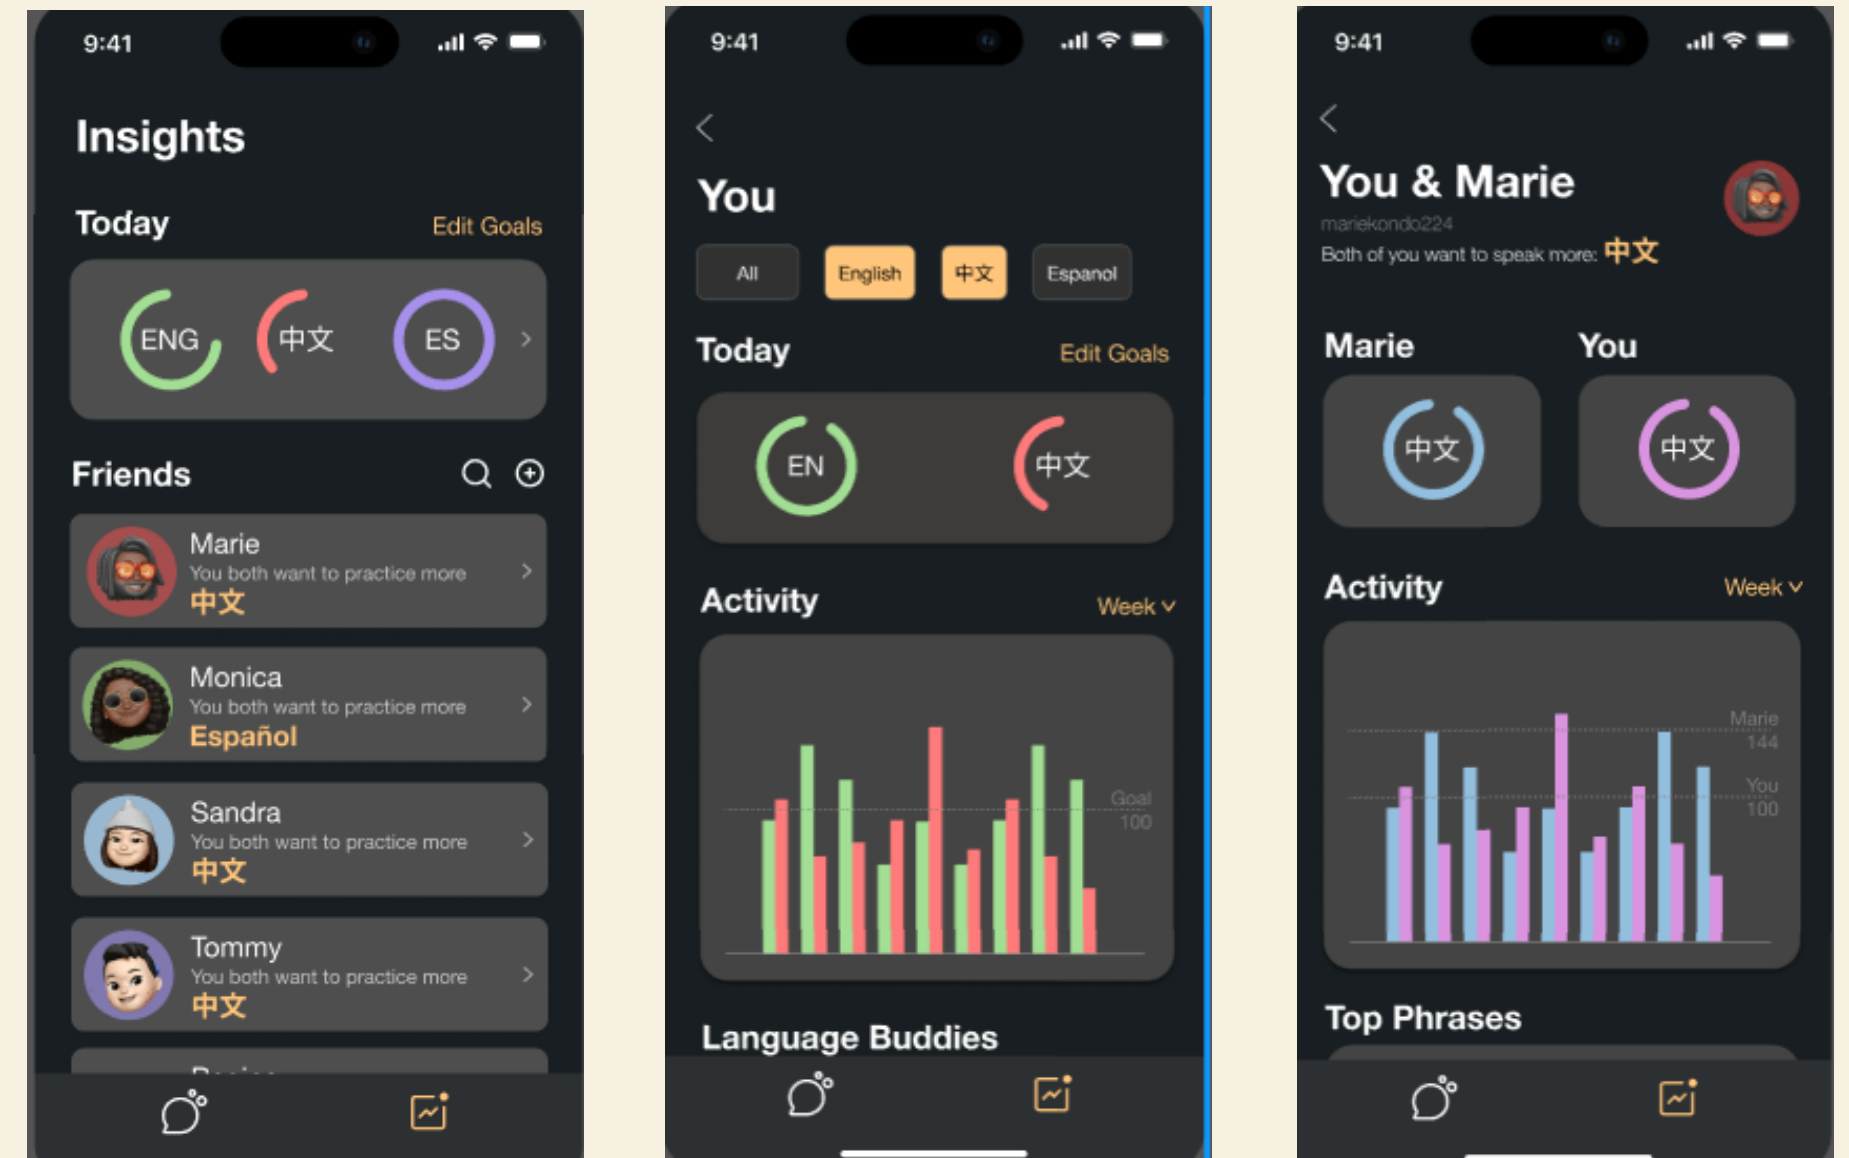 9:41
Insights
Today
Edit Goals
ENG
中文
ES
Friends
Marie
You both want to practice more
中文
Monica
You both want to practice more
Español
Sandra
You both want to practice more
中文
Tommy
You both want to practice more
中文
9:41
You
All
English
中文
Espanol
Today
Edit Goals
EN
中文
Activity
Week
Goal
100
Language Buddies
9:41
You & Marie
mariekondo224
Both of you want to speak more: 中文
Marie
You
中文
中文
Activity
Week
Marie
144
You
100
Top Phrases